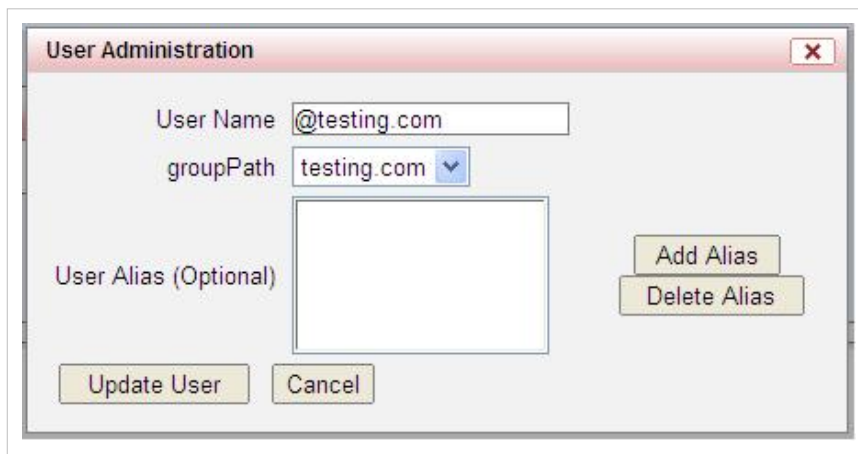 User Administration
User Name @testing.com
groupPath testing.com
User Alias (Optional)
Add Alias
Delete Alias
Update User Cancel